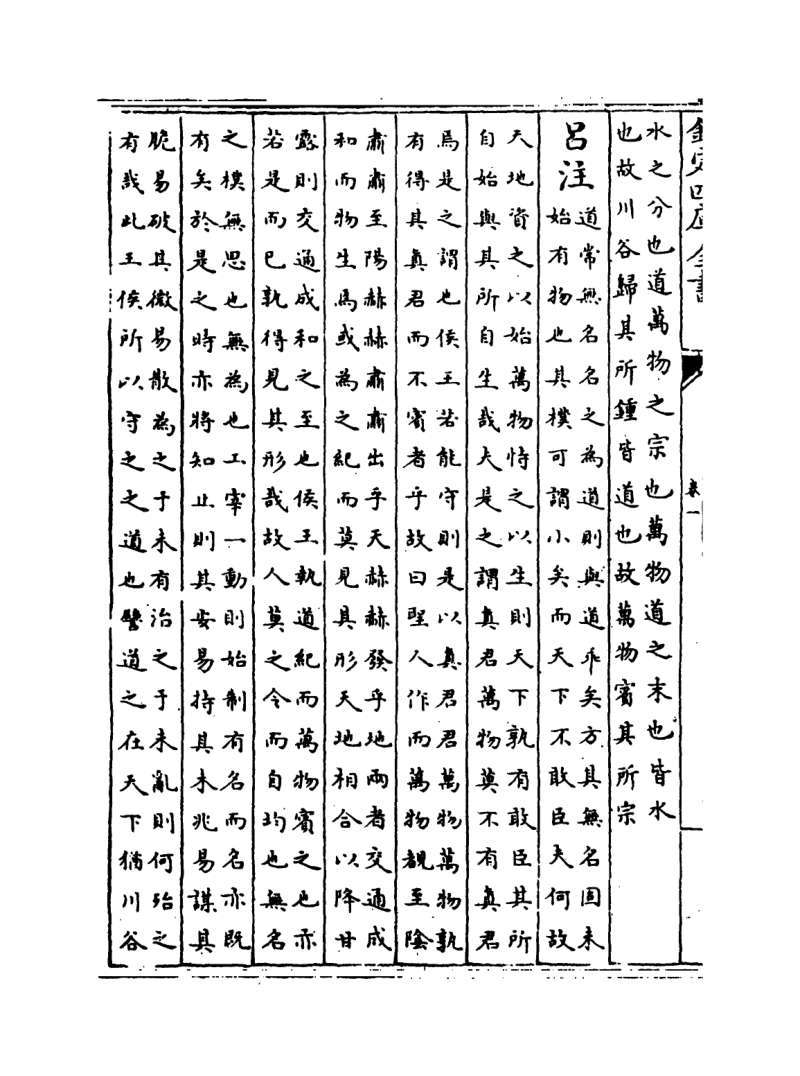 欽定四庫全書
卷一
水之分也道萬物之宗也萬物道之末也皆水
也故川谷歸其所鍾皆道也故萬物賓其所宗
呂注
道常無名名之為道則與道乖矣方其無名固未
始有物也其樸可謂小矣而天下不敢臣夫何故
天地資之以始萬物恃之以生則天下孰有敢臣其所
自始與其所自生哉夫是之謂真君萬物莫不有真君
焉是之謂也侯王若能守則是以真君君萬物萬物孰
有得其真君而不賓者乎故曰聖人作而萬物覩至陰
肅肅至陽赫赫肅肅出乎天赫赫發乎地兩者交通成
和而物生焉或為之紀而莫見其形天地相合以降甘
露則交通成和之至也侯王執道紀而萬物賓之也亦
若是而已孰得見其形哉故人莫之令而自均也無名
之樸無思也無為也工宰一動則始制有名而名亦既
有矣於是之時亦將知止則其安易持其未兆易謀其
脆易破其微易散為之于未有治之于未亂則何殆之
有哉此王侯所以守之之道也譬道之在天下猶川谷